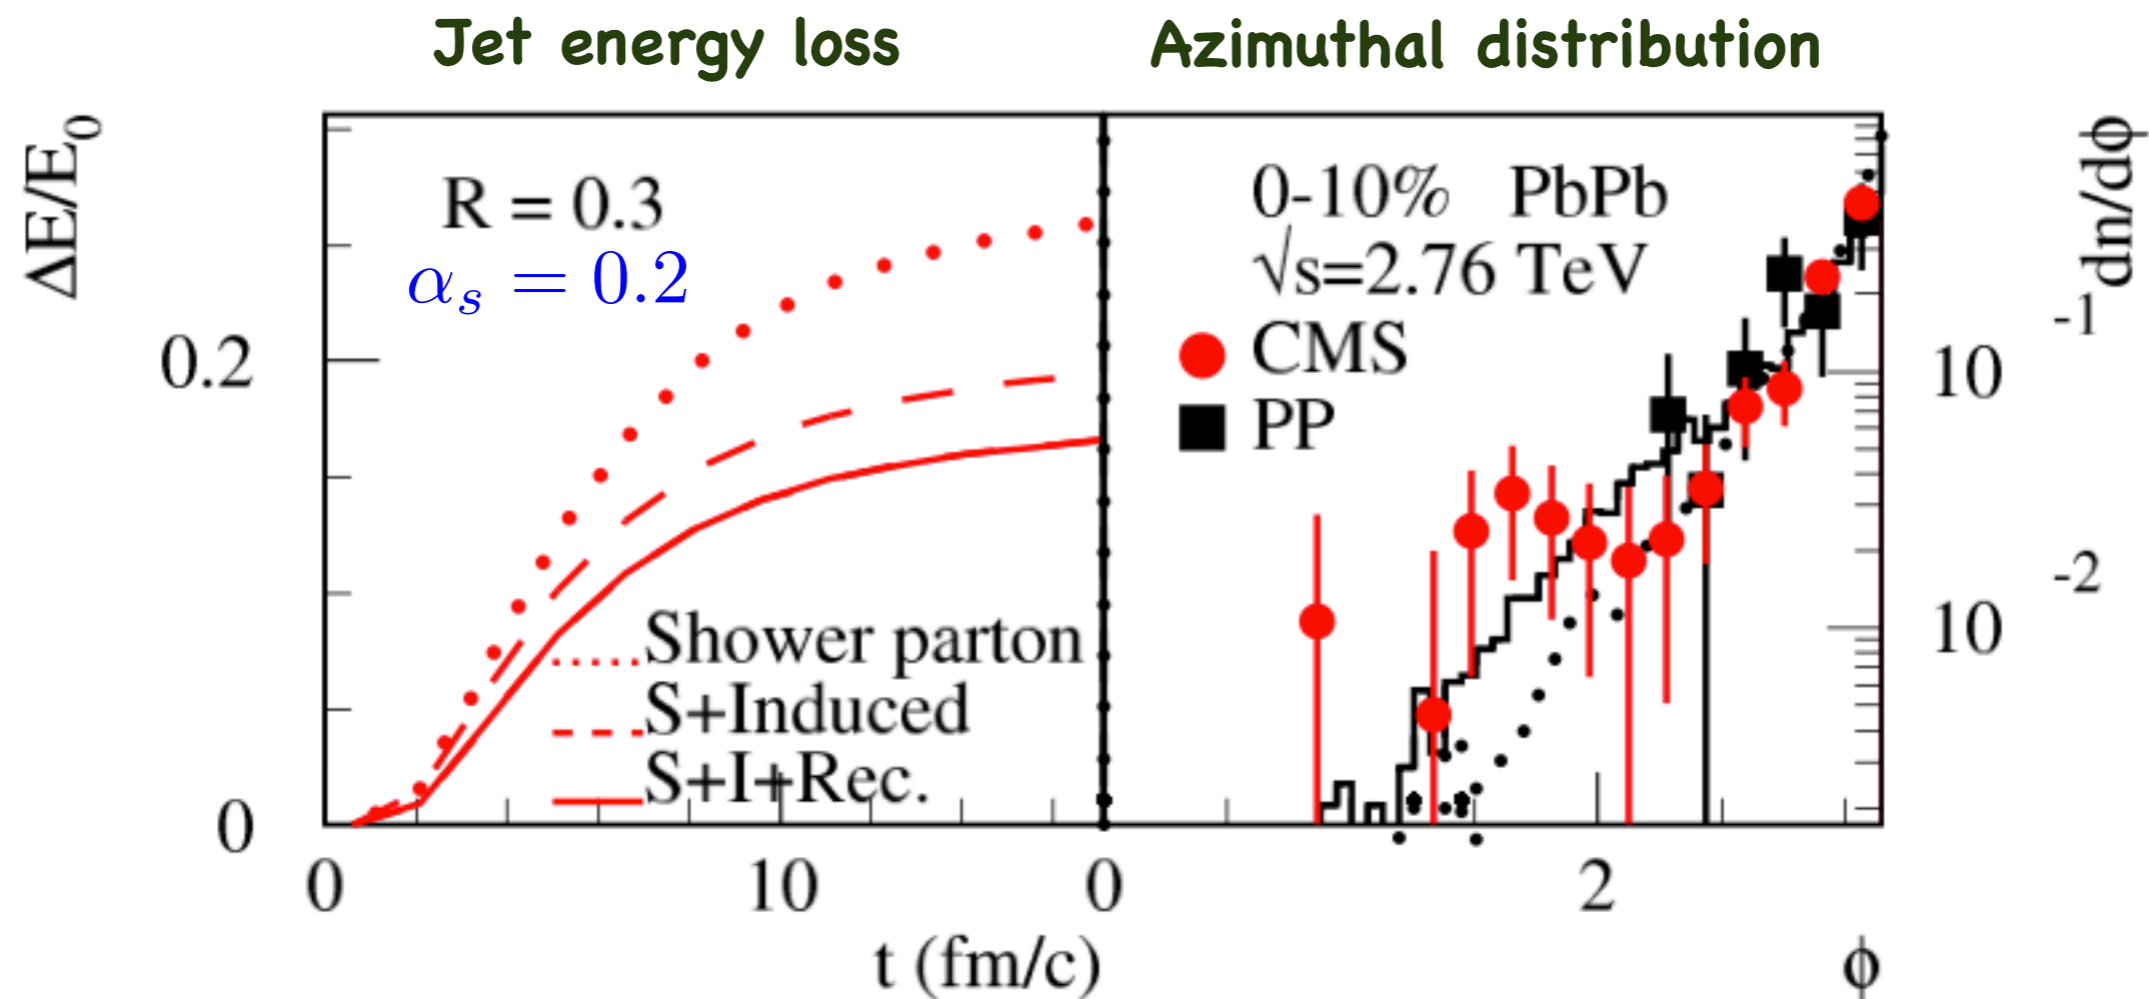 Jet energy loss
Azimuthal distribution
ΔE/E₀
R = 0.3
αₛ = 0.2
0.2
0
Shower parton
S+Induced
S+I+Rec.
0
10
t (fm/c)
0-10% PbPb
√s=2.76 TeV
CMS
PP
0
2
ϕ
10⁻¹
10⁻²
dn/dϕ